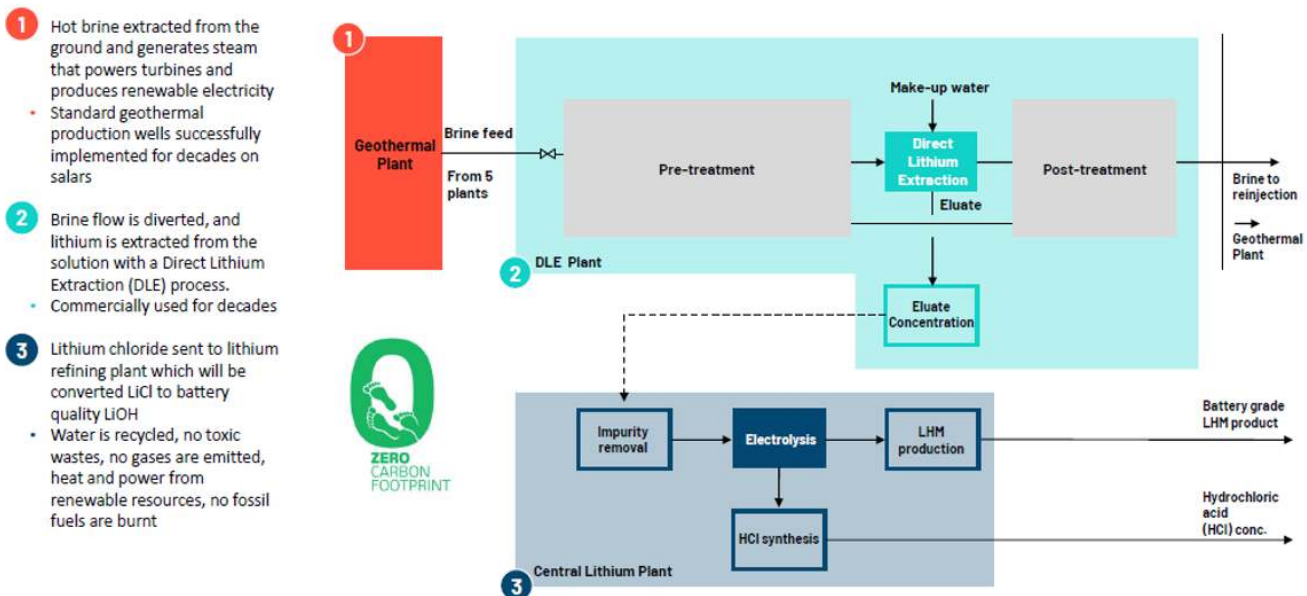 1
Hot brine extracted from the
ground and generates steam
that powers turbines and
produces renewable electricity
• Standard geothermal
production wells successfully
implemented for decades on
salars
2
Brine flow is diverted, and
lithium is extracted from the
solution with a Direct Lithium
Extraction (DLE) process.
• Commercially used for decades
3
Lithium chloride sent to lithium
refining plant which will be
converted LiCl to battery
quality LiOH
• Water is recycled, no toxic
wastes, no gases are emitted,
heat and power from
renewable resources, no fossil
fuels are burnt
1
Geothermal
Plant
Brine feed
From 5
plants
Pre-treatment
Make-up water
Direct
Lithium
Extraction
Eluate
Post-treatment
Brine to
reinjection
Geothermal
Plant
2
DLE Plant
Eluate
Concentration
ZERO
CARBON
FOOTPRINT
Impurity
removal
Electrolysis
LHM
production
Battery grade
LHM product
HCl synthesis
Hydrochloric
acid
(HCl) conc.
3
Central Lithium Plant